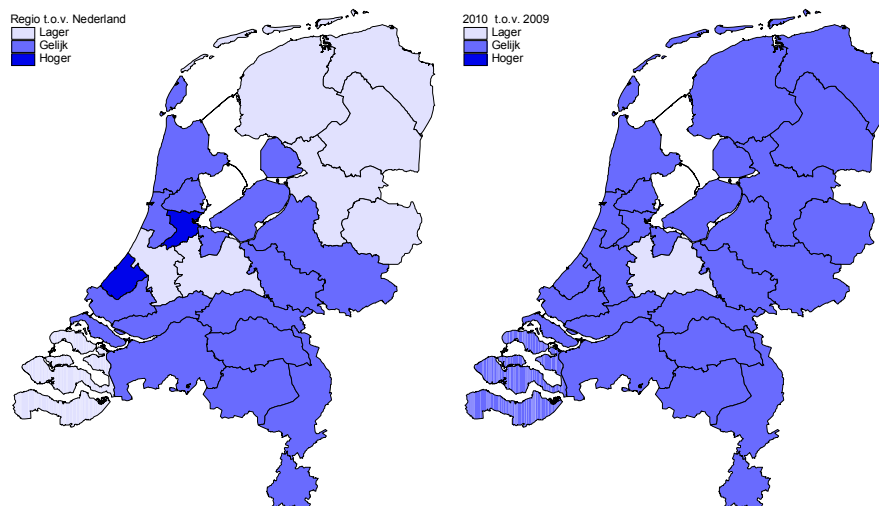 Regio t.o.v. Nederland
Lager
Gelijk
Hoger
2010 t.o.v. 2009
Lager
Gelijk
Hoger